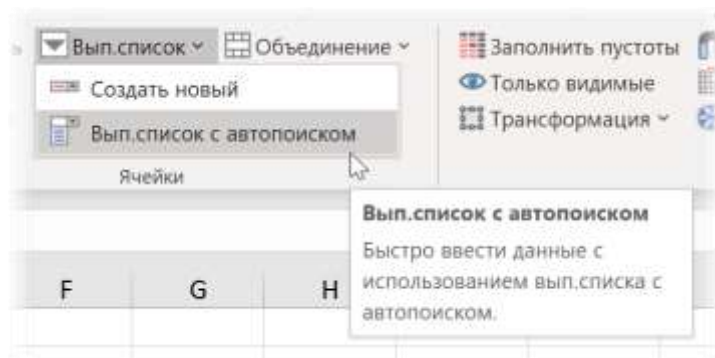 Вып.список
Объединение
Заполнить пустоты
Создать новый
Только видимые
Вып.список с автопоиском
Трансформация
Ячейки
Вып.список с автопоиском
Быстро ввести данные с
использованием вып.списка с
автопоиском.
F G H